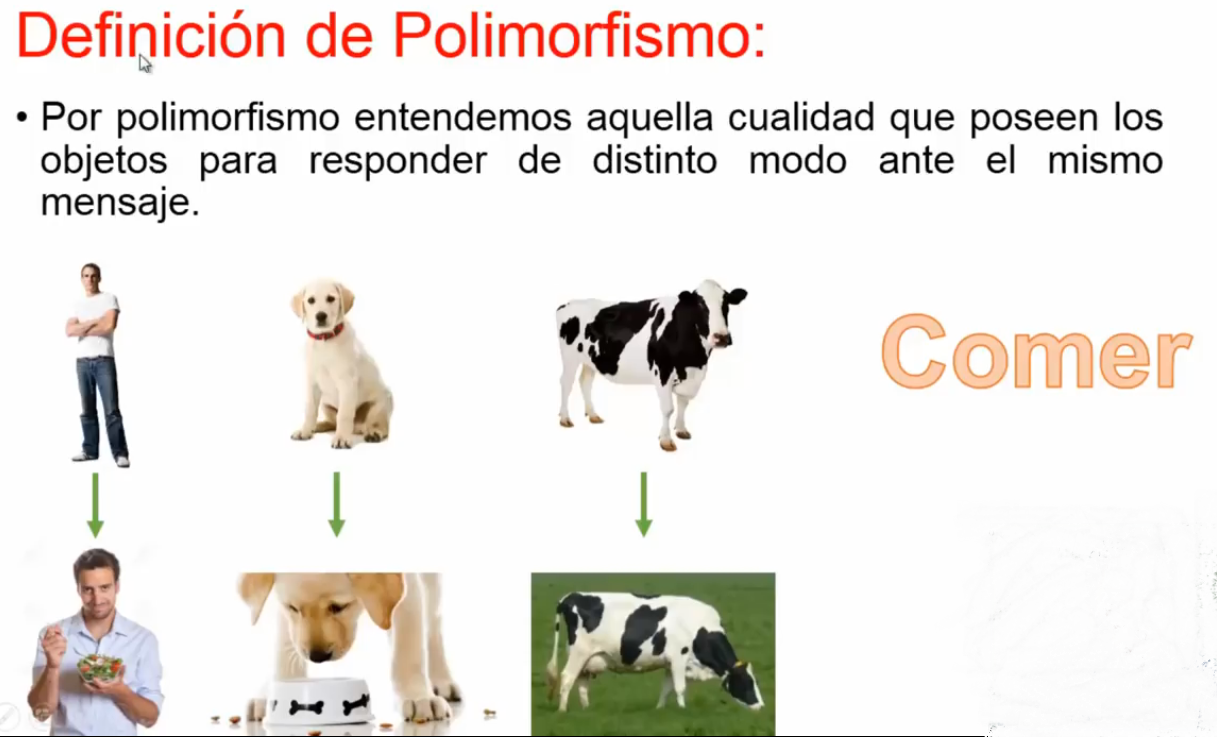 Definición de Polimorfismo:
• Por polimorfismo entendemos aquella cualidad que poseen los
objetos para responder de distinto modo ante el mismo
mensaje.
Comer